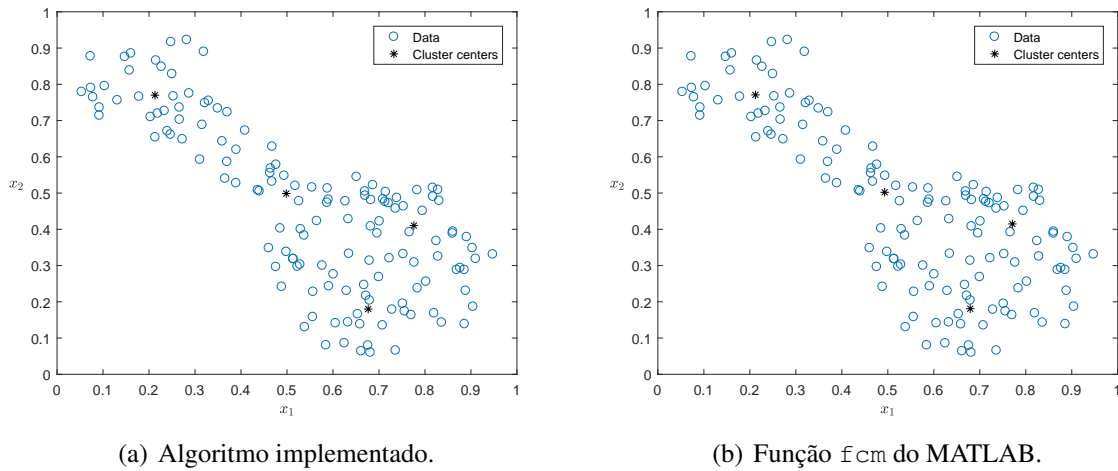 1
0.9
0.8
0.7
0.6
0.5
0.4
0.3
0.2
0.1
0
x2
0 0.1 0.2 0.3 0.4 0.5 0.6 0.7 0.8 0.9 1
x1
Data
Cluster centers
(a) Algoritmo implementado.
1
0.9
0.8
0.7
0.6
0.5
0.4
0.3
0.2
0.1
0
x2
0 0.1 0.2 0.3 0.4 0.5 0.6 0.7 0.8 0.9 1
x1
Data
Cluster centers
(b) Função fcm do MATLAB.